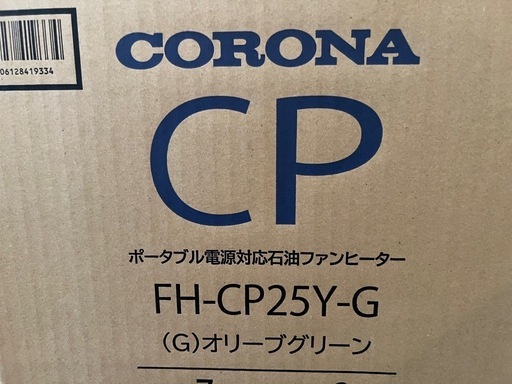 CORONA
06128419334
CP
ポータブル電源対応石油ファンヒーター
FH-CP25Y-G
(G)オリーブグリーン